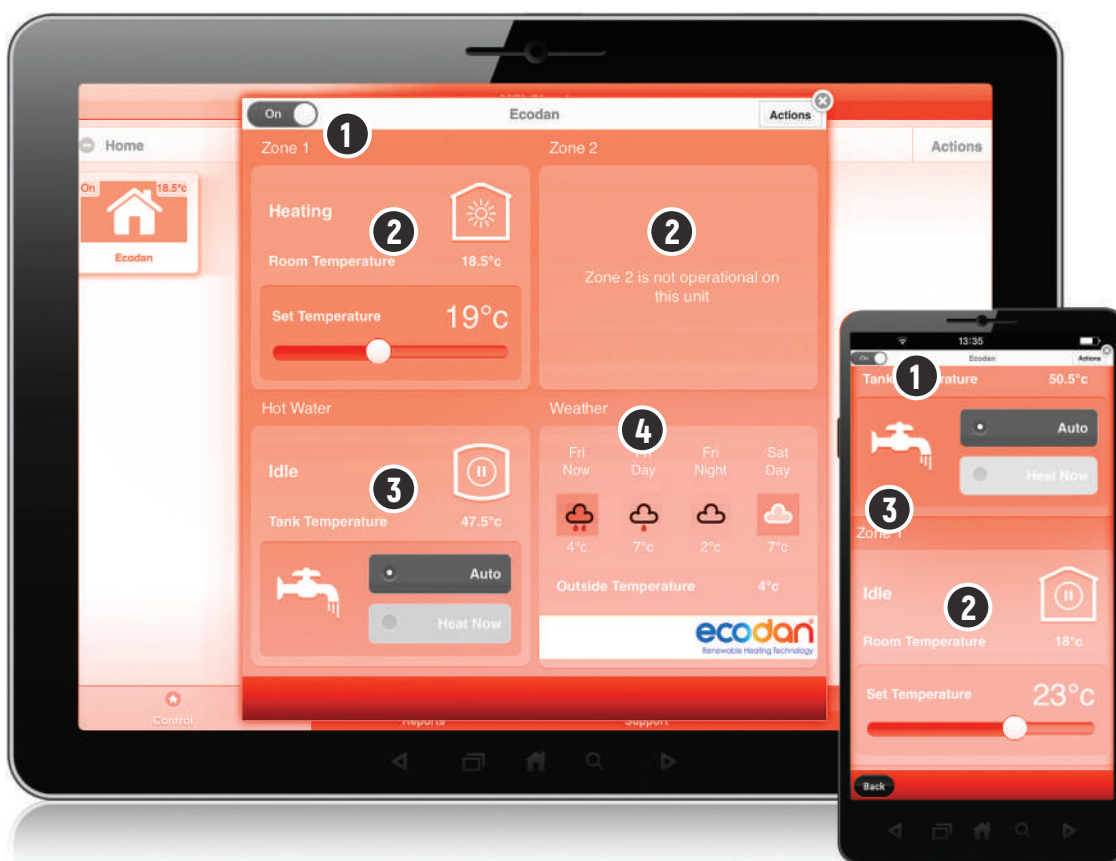 On
Ecodan
Actions
1
Home
Actions
Zone 1
Zone 2
On
18.5°c
Ecodan
Heating
2
Room Temperature
18.5°c
Set Temperature
19°c
2
Zone 2 is not operational on
this unit
Hot Water
Idle
3
Tank Temperature
47.5°c
Auto
Heat Now
Weather
4
Fri
Now
Day
Fri
Night
Sat
Day
4°c
7°c
2°c
7°c
Outside Temperature
4°c
ecodan®
Renewable Heating Technology
Control
Reports
Support
13:35
On
Ecodan
Actions
1
50.5°c
Auto
Heat Now
3
Zone 1
Idle
2
Room Temperature
18°c
Set Temperature
23°c
Back